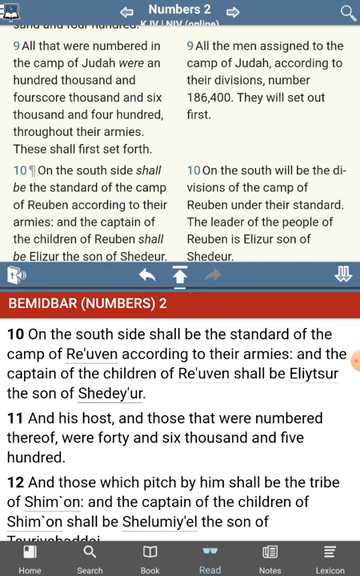 Numbers 2
KJV | NIV (online)
sand and four hundred.
9 All that were numbered in
the camp of Judah were an
hundred thousand and
fourscore thousand and six
thousand and four hundred,
throughout their armies.
These shall first set forth.
10 ¶ On the south side shall
be the standard of the camp
of Reuben according to their
armies: and the captain of
the children of Reuben shall
be Elizur the son of Shedeur.
9 All the men assigned to the
camp of Judah, according to
their divisions, number
186,400. They will set out
first.
10 On the south will be the di-
visions of the camp of
Reuben under their standard.
The leader of the people of
Reuben is Elizur son of
Shedeur.
BEMIDBAR (NUMBERS) 2
10 On the south side shall be the standard of the
camp of Re'uven according to their armies: and the
captain of the children of Re'uven shall be Eliytsur
the son of Shedey'ur.
11 And his host, and those that were numbered
thereof, were forty and six thousand and five
hundred.
12 And those which pitch by him shall be the tribe
of Shim`on: and the captain of the children of
Shim`on shall be Shelumiy'el the son of
Home
Search
Book
Read
Notes
Lexicon